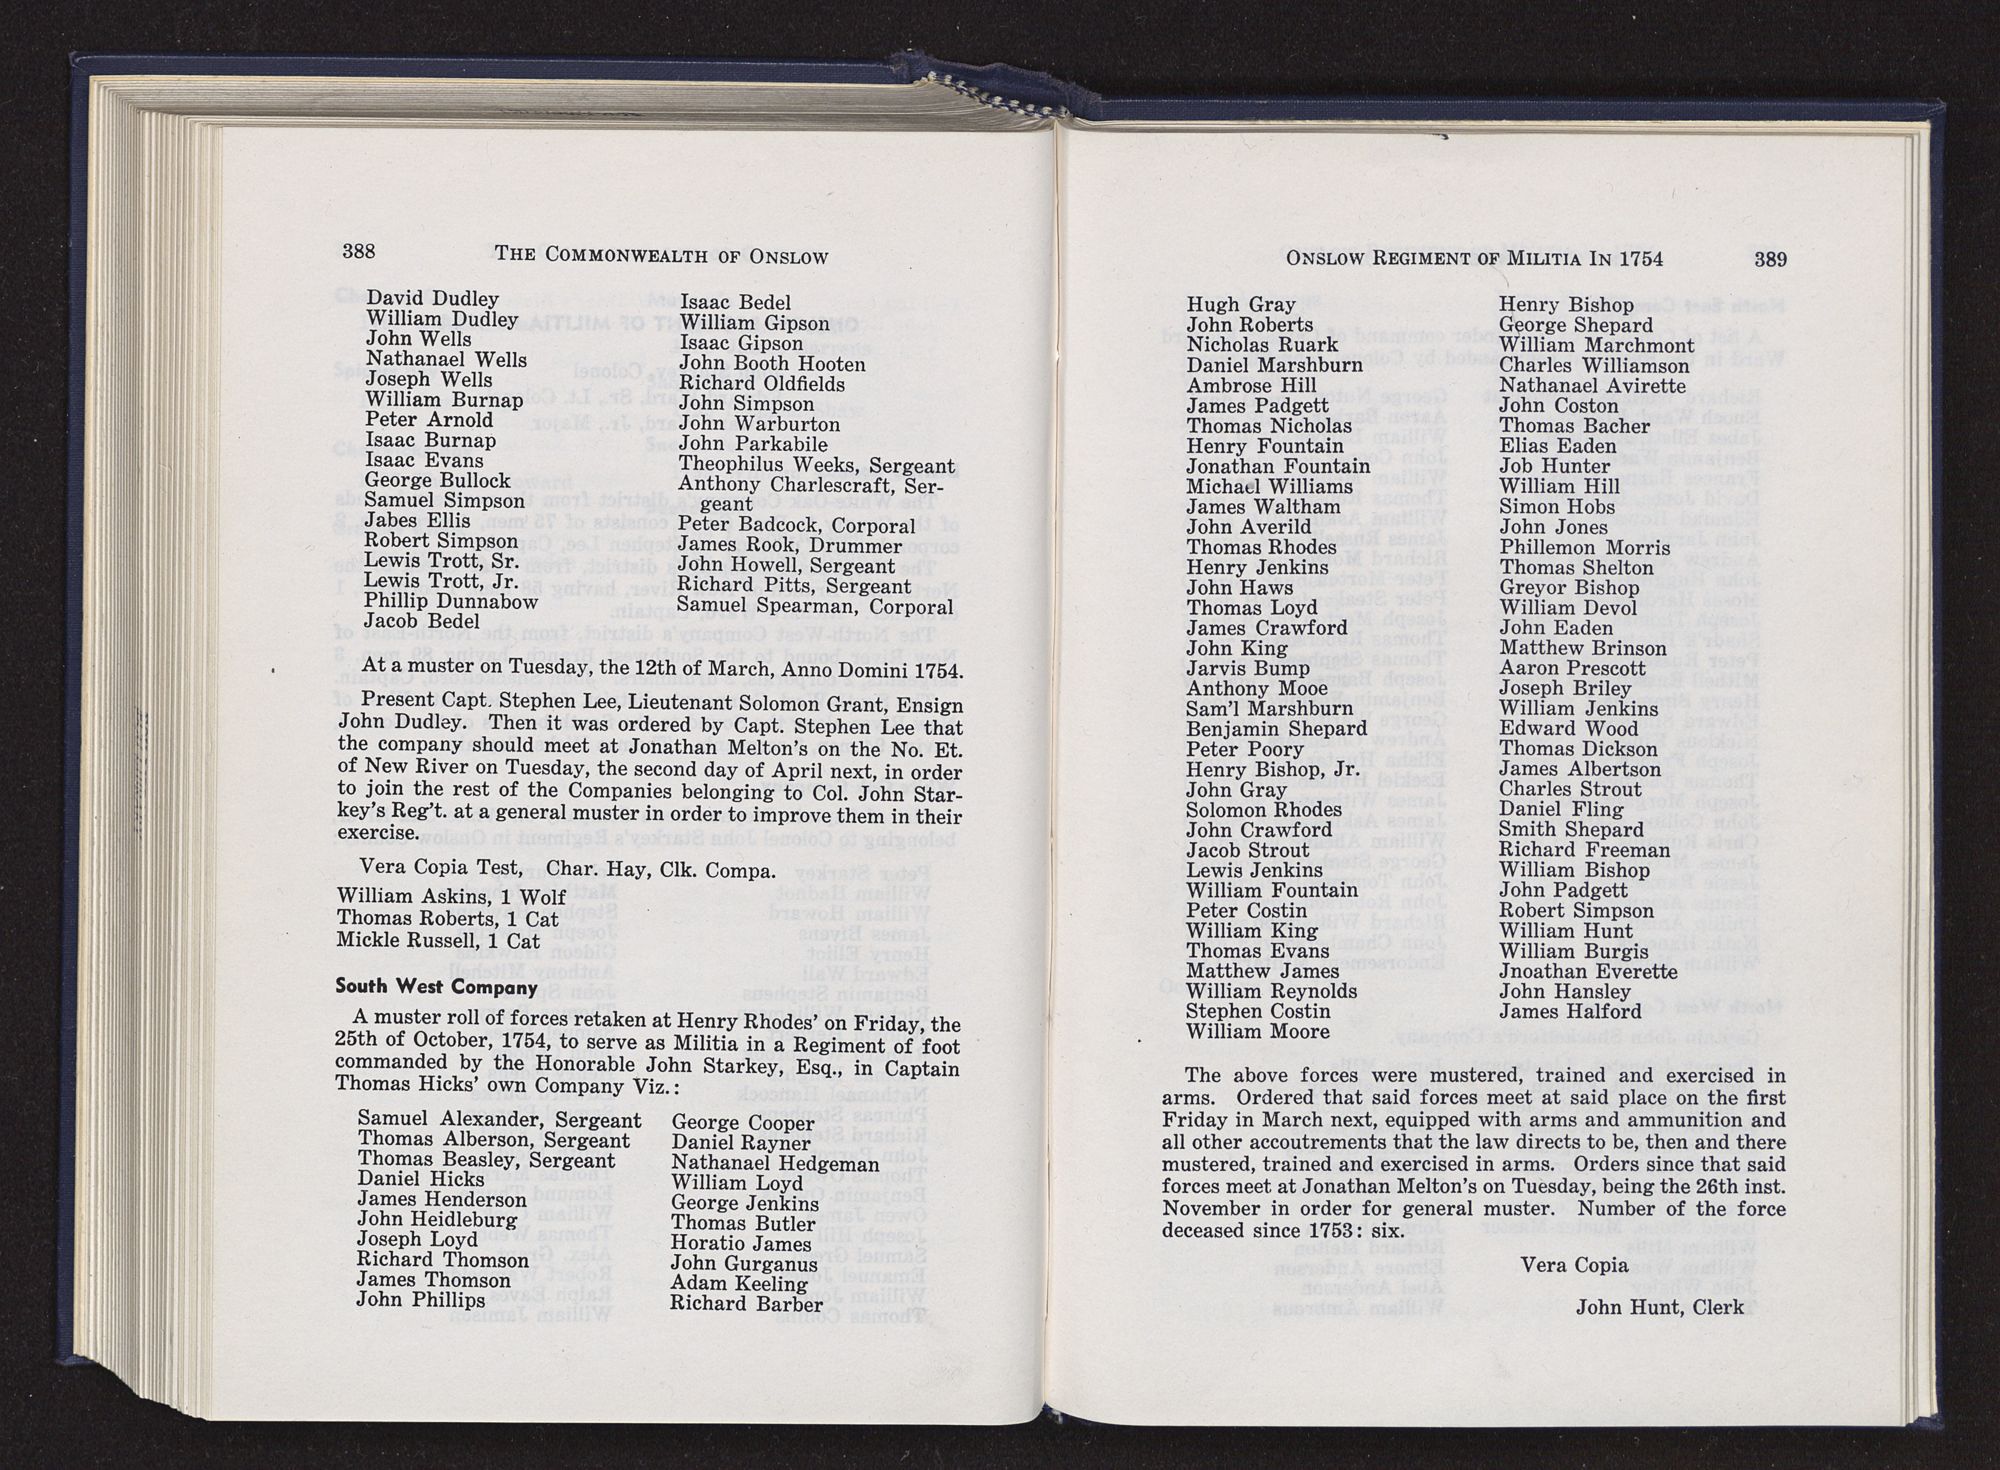 388 THE COMMONWEALTH OF ONSLOW
David Dudley
William Dudley
John Wells
Nathanael Wells
Joseph Wells
William Burnap
Peter Arnold
Isaac Burnap
Isaac Evans
George Bullock
Samuel Simpson
Jabes Ellis
Robert Simpson
Lewis Trott, Sr.
Lewis Trott, Jr.
Phillip Dunnabow
Jacob Bedel
Isaac Bedel
William Gipson
Isaac Gipson
John Booth Hooten
Richard Oldfields
John Simpson
John Warburton
John Parkabile
Theophilus Weeks, Sergeant
Anthony Charlescraft, Ser-
geant
Peter Badcock, Corporal
James Rook, Drummer
John Howell, Sergeant
Richard Pitts, Sergeant
Samuel Spearman, Corporal
At a muster on Tuesday, the 12th of March, Anno Domini 1754.
Present Capt. Stephen Lee, Lieutenant Solomon Grant, Ensign
John Dudley. Then it was ordered by Capt. Stephen Lee that
the company should meet at Jonathan Melton's on the No. Et.
of New River on Tuesday, the second day of April next, in order
to join the rest of the Companies belonging to Col. John Star-
key's Reg't. at a general muster in order to improve them in their
exercise.
Vera Copia Test, Char. Hay, Clk. Compa.
William Askins, 1 Wolf
Thomas Roberts, 1 Cat
Mickle Russell, 1 Cat
South West Company
A muster roll of forces retaken at Henry Rhodes' on Friday, the
25th of October, 1754, to serve as Militia in a Regiment of foot
commanded by the Honorable John Starkey, Esq., in Captain
Thomas Hicks' own Company Viz.:
Samuel Alexander, Sergeant
Thomas Alberson, Sergeant
Thomas Beasley, Sergeant
Daniel Hicks
James Henderson
John Heidleburg
Joseph Loyd
Richard Thomson
James Thomson
John Phillips
George Cooper
Daniel Rayner
Nathanael Hedgeman
William Loyd
George Jenkins
Thomas Butler
Horatio James
John Gurganus
Adam Keeling
Richard Barber
ONSLOW REGIMENT OF MILITIA IN 1754 389
Hugh Gray
John Roberts
Nicholas Ruark
Daniel Marshburn
Ambrose Hill
James Padgett
Thomas Nicholas
Henry Fountain
Jonathan Fountain
Michael Williams
James Waltham
John Averild
Thomas Rhodes
Henry Jenkins
John Haws
Thomas Loyd
James Crawford
John King
Jarvis Bump
Anthony Mooe
Sam'l Marshburn
Benjamin Shepard
Peter Poory
Henry Bishop, Jr.
John Gray
Solomon Rhodes
John Crawford
Jacob Strout
Lewis Jenkins
William Fountain
Peter Costin
William King
Thomas Evans
Matthew James
William Reynolds
Stephen Costin
William Moore
Henry Bishop
George Shepard
William Marchmont
Charles Williamson
Nathanael Avirette
John Coston
Thomas Bacher
Elias Eaden
Job Hunter
William Hill
Simon Hobs
John Jones
Phillemon Morris
Thomas Shelton
Greyor Bishop
William Devol
John Eaden
Matthew Brinson
Aaron Prescott
Joseph Briley
William Jenkins
Edward Wood
Thomas Dickson
James Albertson
Charles Strout
Daniel Fling
Smith Shepard
Richard Freeman
William Bishop
John Padgett
Robert Simpson
William Hunt
William Burgis
Jnoathan Everette
John Hansley
James Halford
The above forces were mustered, trained and exercised in
arms. Ordered that said forces meet at said place on the first
Friday in March next, equipped with arms and ammunition and
all other accoutrements that the law directs to be, then and there
mustered, trained and exercised in arms. Orders since that said
forces meet at Jonathan Melton's on Tuesday, being the 26th inst.
November in order for general muster. Number of the force
deceased since 1753: six.
Vera Copia
John Hunt, Clerk